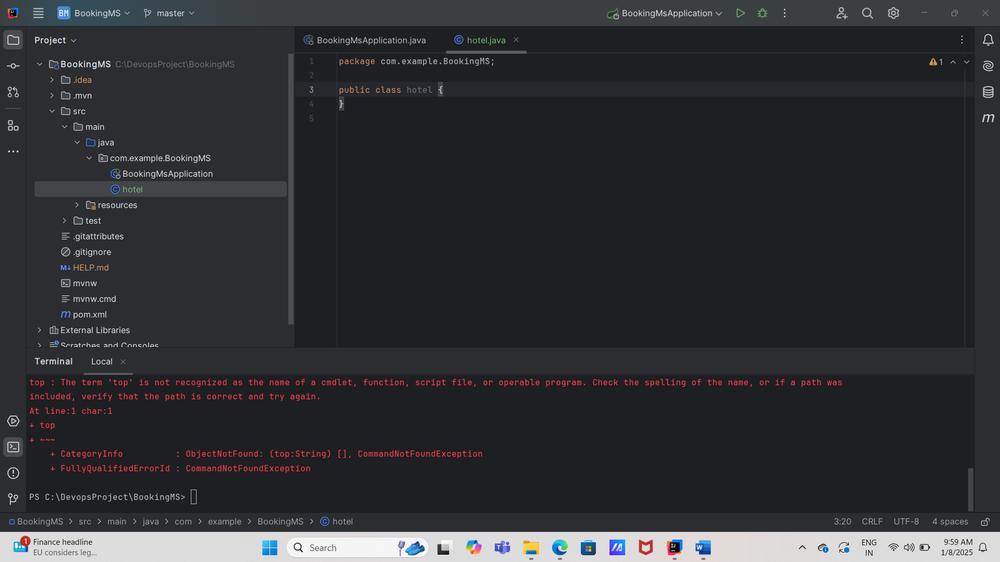 BM BookingMS master BookingMsApplication
Project
BookingMS C:\DevopsProject\BookingMS
.idea
.mvn
src
main
java
com.example.BookingMS
BookingMsApplication
hotel
resources
test
.gitattributes
.gitignore
M↓ HELP.md
mvnw
mvnw.cmd
m pom.xml
External Libraries
Scratches and Consoles
BookingMsApplication.java hotel.java
1 package com.example.BookingMS;
2
3 public class hotel {
4 }
5
1
m
Terminal Local
top : The term 'top' is not recognized as the name of a cmdlet, function, script file, or operable program. Check the spelling of the name, or if a path was
included, verify that the path is correct and try again.
At line:1 char:1
+ top
+ ~~~
+ CategoryInfo : ObjectNotFound: (top:String) [], CommandNotFoundException
+ FullyQualifiedErrorId : CommandNotFoundException
PS C:\DevopsProject\BookingMS>
BookingMS > src > main > java > com > example > BookingMS > hotel 3:20 CRLF UTF-8 4 spaces
1 Finance headline
EU considers leg...
Search
ENG
IN
9:59 AM
1/8/2025